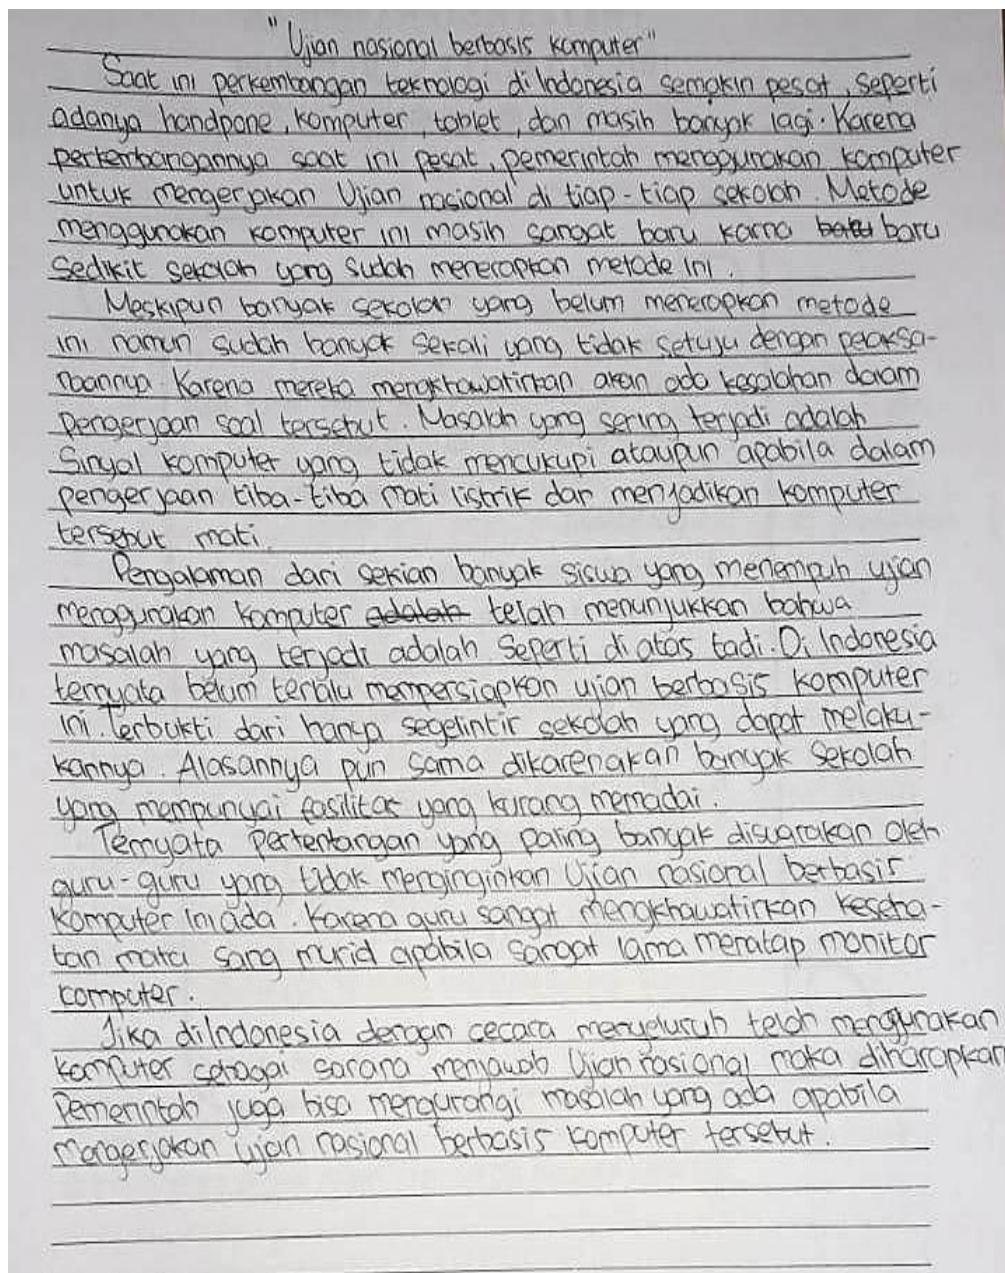 "Ujian nasional berbasis komputer"
Saat ini perkembangan teknologi di Indonesia semakin pesat, seperti
adanya handpone, komputer, tablet, dan masih banyak lagi. Karena
perkembangannya saat ini pesat, pemerintah menggunakan komputer
untuk mengerjakan Ujian nasional di tiap-tiap sekolah. Metode
menggunakan komputer ini masih sangat baru karna baru baru
Sedikit sekolah yang sudah menerapkan metode ini.
Meskipun banyak sekolah yang belum menerapkan metode
ini namun sudah banyak sekali yang tidak setuju dengan pelaksa-
naannya. Karena mereka mengkhawatirkan akan ada kesalahan dalam
pengerjaan soal tersebut. Masalah yang sering terjadi adalah
Sinyal komputer yang tidak mencukupi ataupun apabila dalam
pengerjaan tiba-tiba mati listrik dan menjadikan komputer
tersebut mati.
Pengalaman dari sekian banyak siswa yang menempuh ujian
menggunakan komputer adalah telah menunjukkan bahwa
masalah yang terjadi adalah seperti di atas tadi. Di Indonesia
ternyata belum terlalu mempersiapkan ujian berbasis komputer
ini. Terbukti dari hanya segelintir sekolah yang dapat melaku-
kannya. Alasannya pun sama dikarenakan banyak sekolah
yang mempunyai fasilitas yang kurang memadai.
Ternyata pertentangan yang paling banyak disuarakan oleh
guru-guru yang tidak menginginkan Ujian nasional berbasis
komputer ini ada. Karena guru sangat mengkhawatirkan keseha-
tan mata sang murid apabila sangat lama meratap monitor
computer.
Jika diIndonesia dengan cecara menyeluruh telah menggunakan
komputer sebagai sarana menjawab Ujian nasional maka diharapkan
Pemerintah juga bisa mengurangi masalah yang ada apabila
mengerjakan ujian nasional berbasis komputer tersebut.